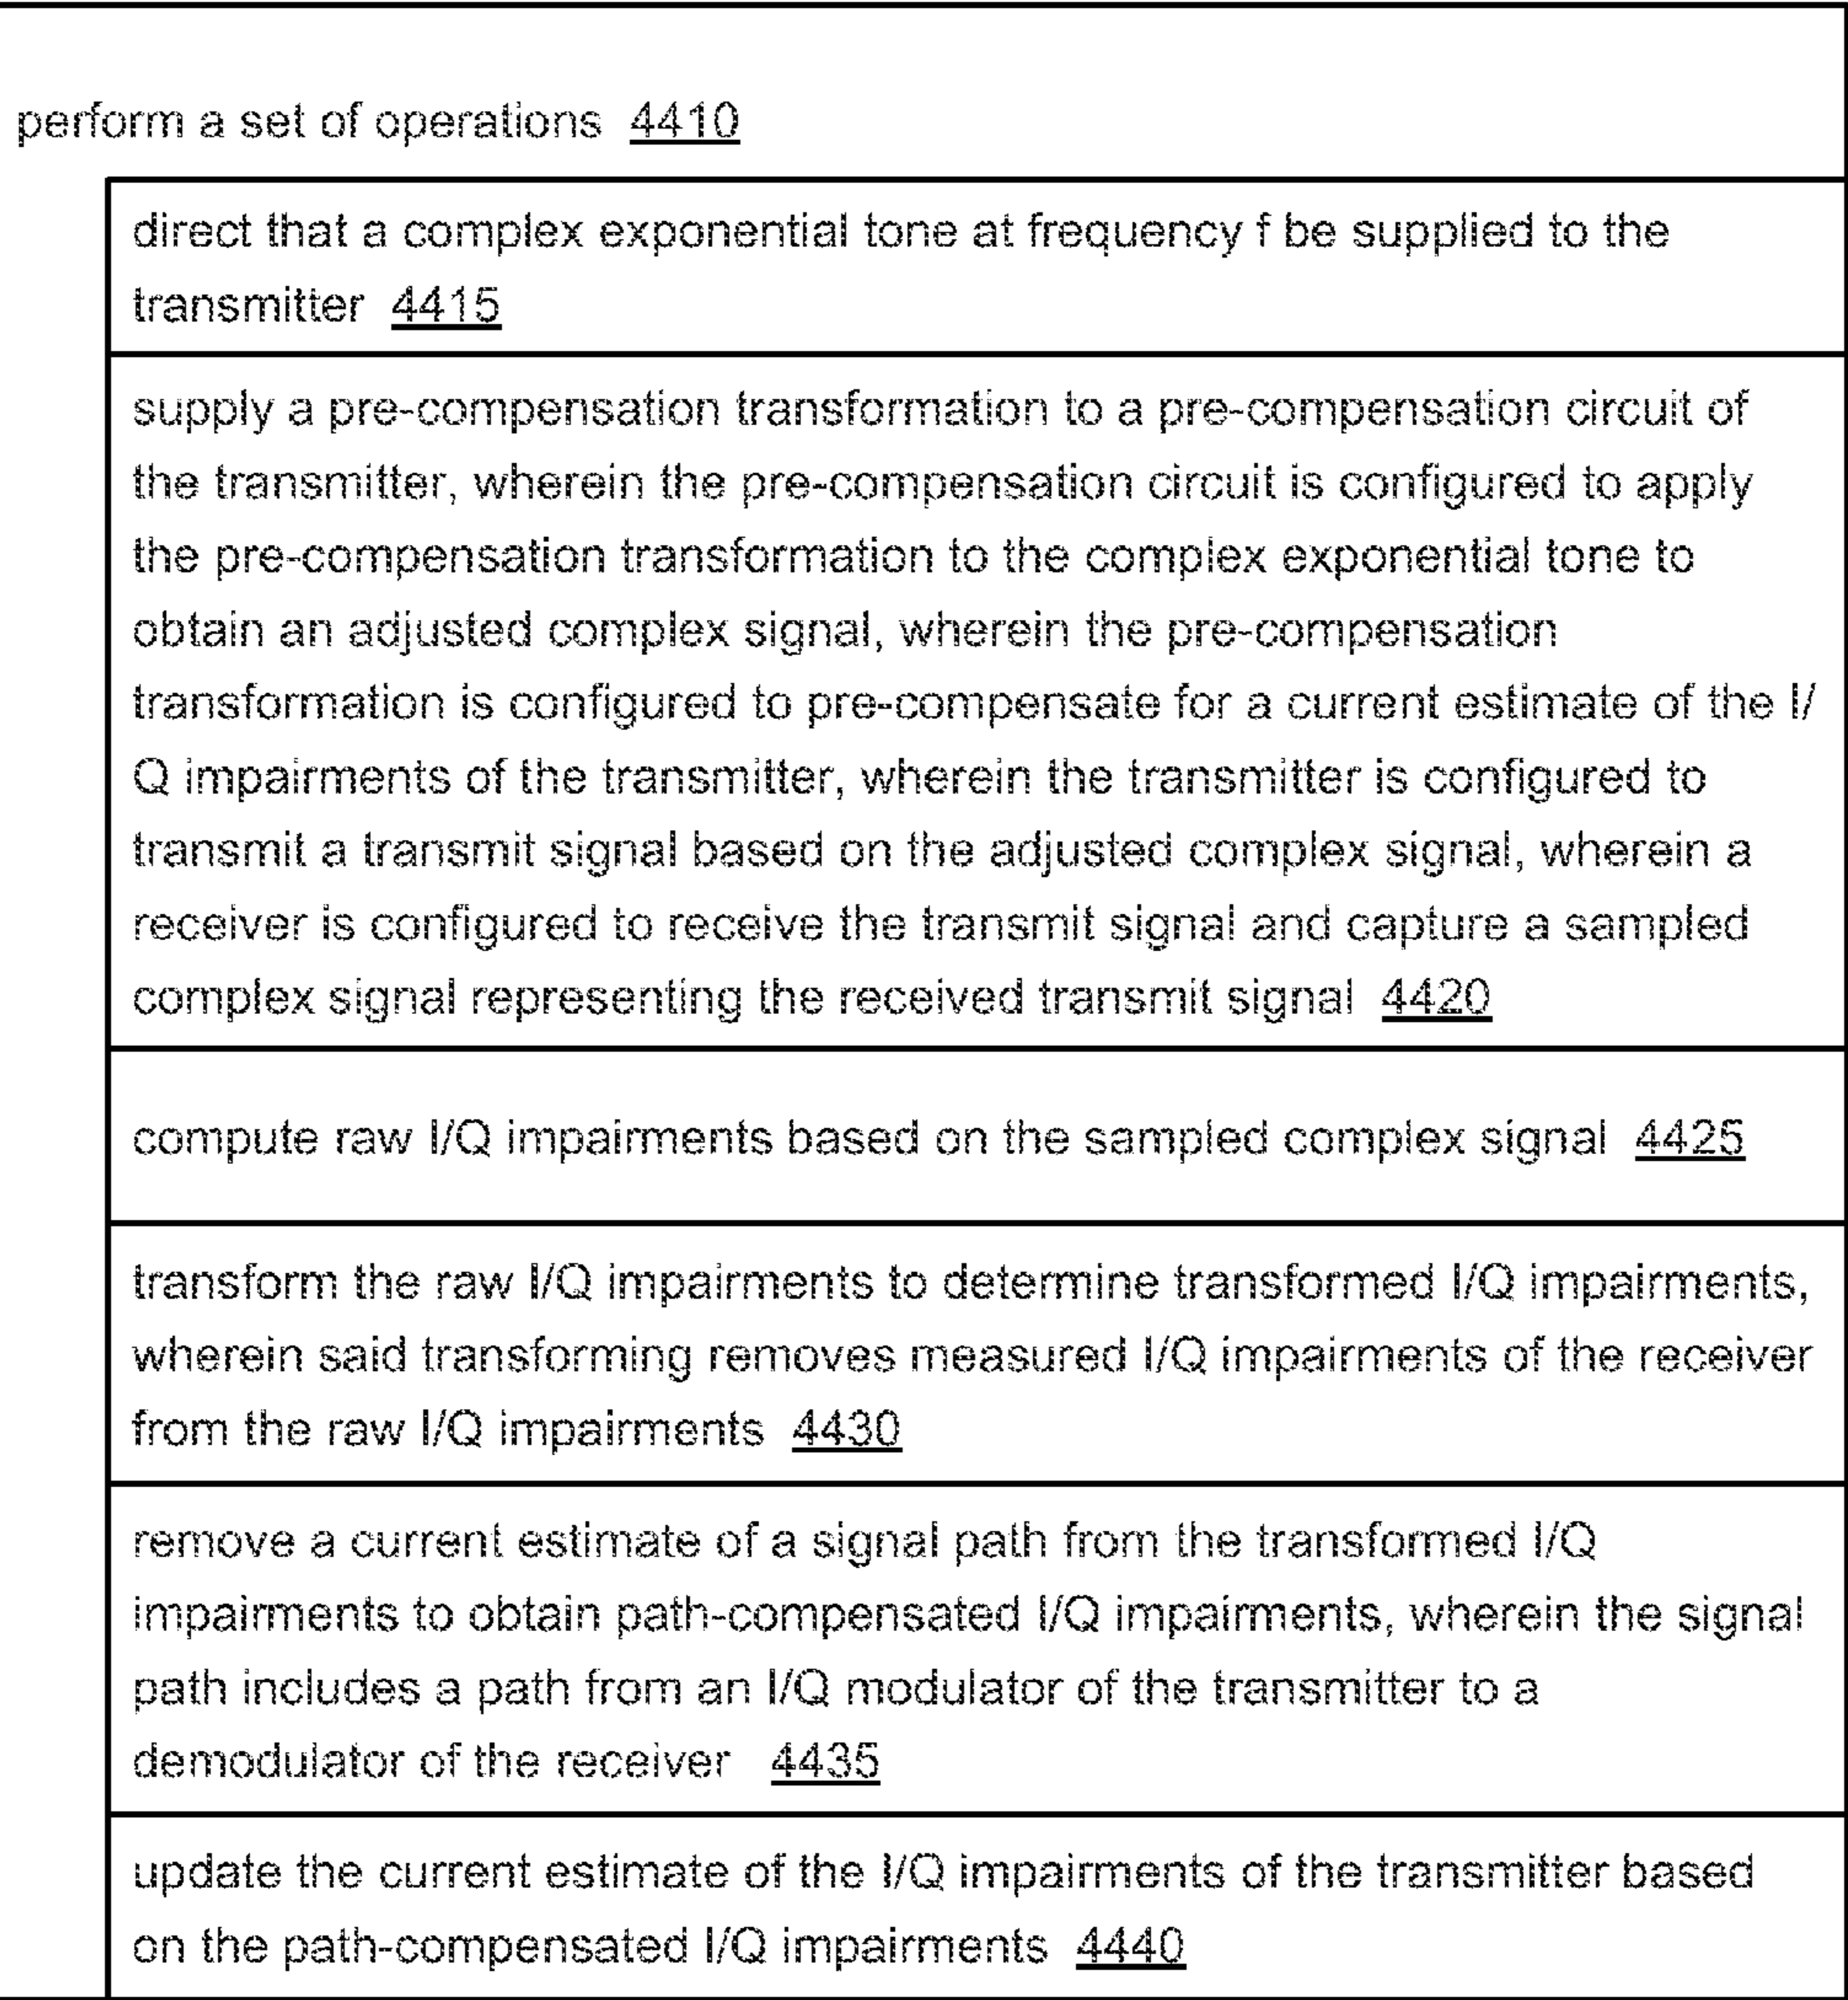 perform a set of operations 4410
direct that a complex exponential tone at frequency f be supplied to the
transmitter 4415
supply a pre-compensation transformation to a pre-compensation circuit of
the transmitter, wherein the pre-compensation circuit is configured to apply
the pre-compensation transformation to the complex exponential tone to
obtain an adjusted complex signal, wherein the pre-compensation
transformation is configured to pre-compensate for a current estimate of the I/
Q impairments of the transmitter, wherein the transmitter is configured to
transmit a transmit signal based on the adjusted complex signal, wherein a
receiver is configured to receive the transmit signal and capture a sampled
complex signal representing the received transmit signal 4420
compute raw I/Q impairments based on the sampled complex signal 4425
transform the raw I/Q impairments to determine transformed I/Q impairments,
wherein said transforming removes measured I/Q impairments of the receiver
from the raw I/Q impairments 4430
remove a current estimate of a signal path from the transformed I/Q
impairments to obtain path-compensated I/Q impairments, wherein the signal
path includes a path from an I/Q modulator of the transmitter to a
demodulator of the receiver 4435
update the current estimate of the I/Q impairments of the transmitter based
on the path-compensated I/Q impairments 4440